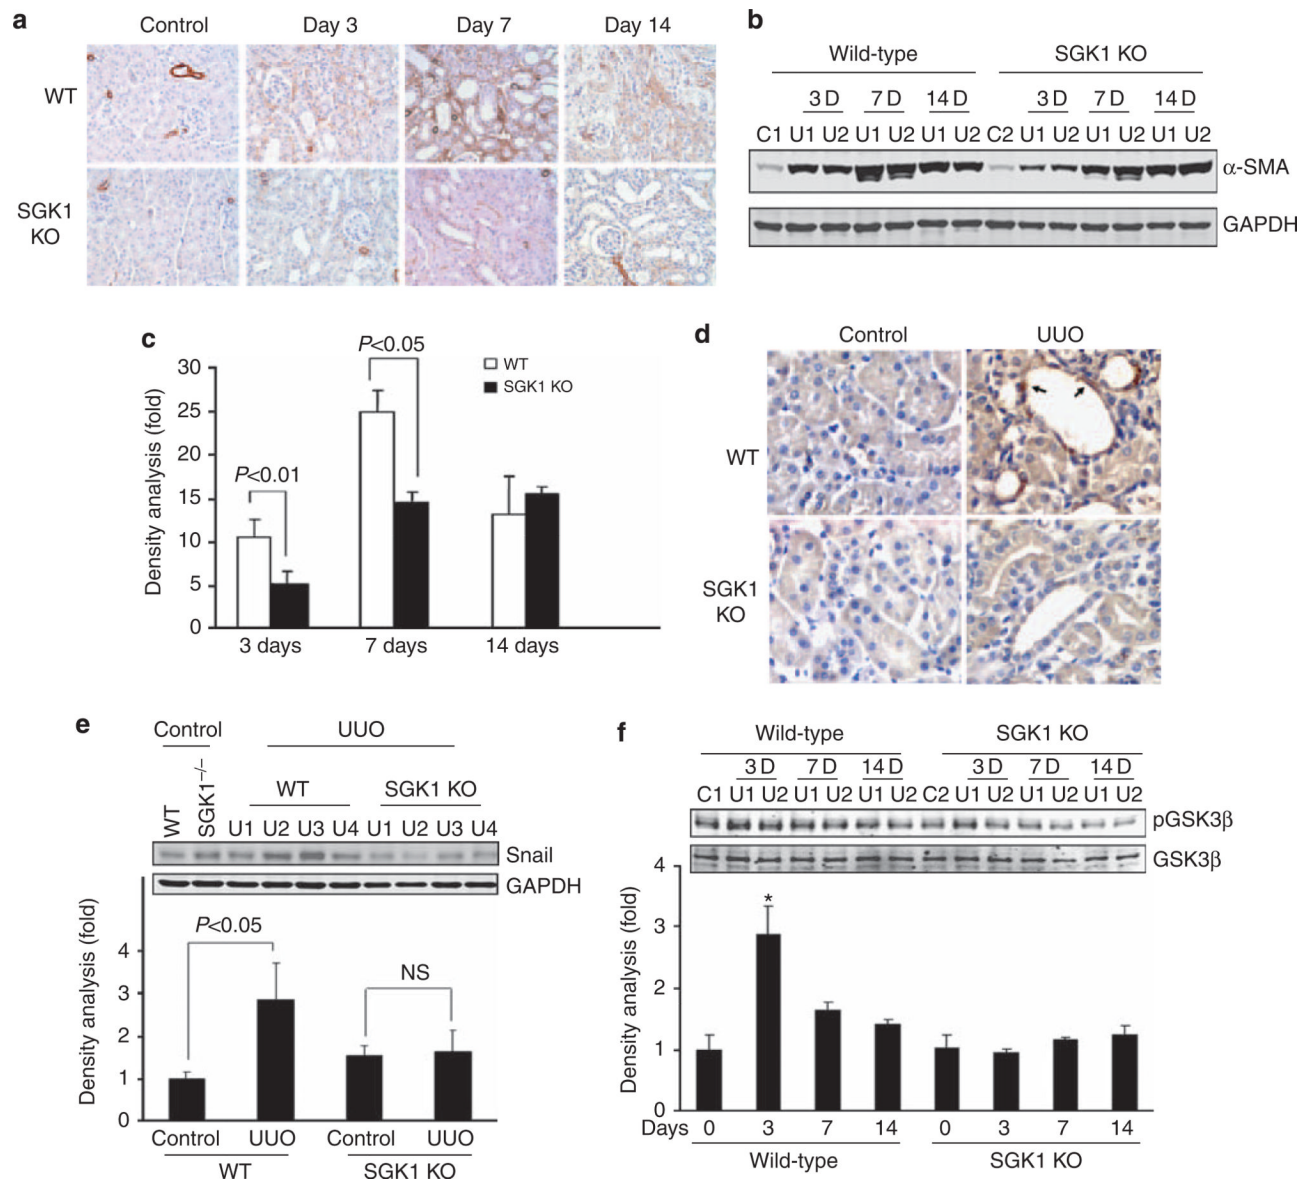 a
Control Day 3 Day 7 Day 14
WT
SGK1
KO
b
Wild-type SGK1 KO
3 D 7 D 14 D 3 D 7 D 14 D
C1 U1 U2 U1 U2 U1 U2 C2 U1 U2 U1 U2 U1 U2
α-SMA
GAPDH
c
P<0.05
WT
SGK1 KO
P<0.01
Density analysis (fold)
30
25
20
15
10
5
0
3 days 7 days 14 days
d
Control UUO
WT
SGK1
KO
e
Control UUO
WT SGK1 KO
WT SGK1–/– U1 U2 U3 U4 U1 U2 U3 U4
Snail
GAPDH
P<0.05
NS
Density analysis (fold)
4
3
2
1
0
Control UUO Control UUO
WT SGK1 KO
f
Wild-type SGK1 KO
3 D 7 D 14 D 3 D 7 D 14 D
C1 U1 U2 U1 U2 U1 U2 C2 U1 U2 U1 U2 U1 U2
pGSK3β
GSK3β
*
Density analysis (fold)
4
3
2
1
0
Days 0 3 7 14 0 3 7 14
Wild-type SGK1 KO